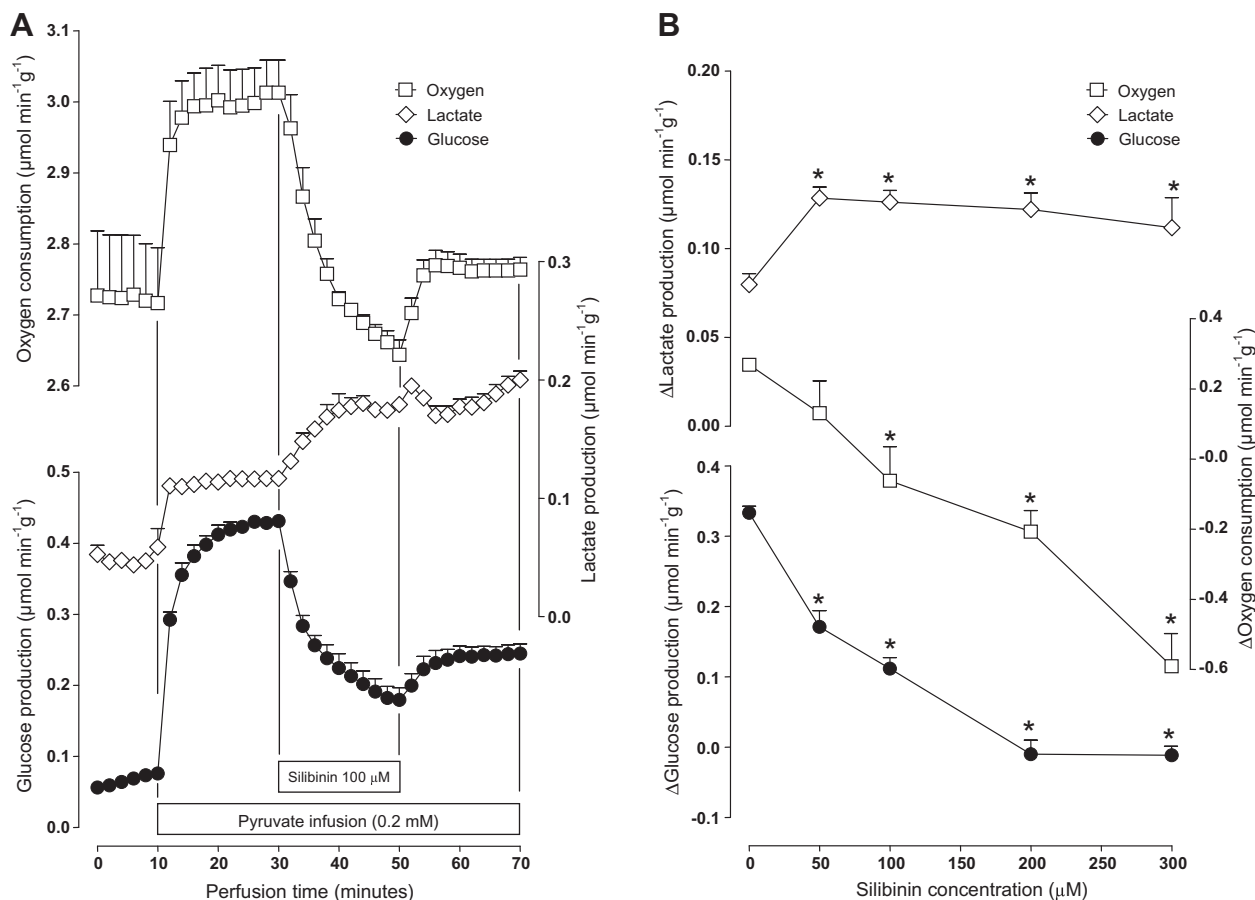 A
Oxygen consumption (µmol min⁻¹g⁻¹)
3.1
3.0
2.9
2.8
2.7
2.6
Oxygen
Lactate
Glucose
0.3
0.2
0.1
0.0
Lactate production (µmol min⁻¹g⁻¹)
Glucose production (µmol min⁻¹g⁻¹)
0.5
0.4
0.3
0.2
0.1
0.0
Silibinin 100 µM
Pyruvate infusion (0.2 mM)
0 10 20 30 40 50 60 70
Perfusion time (minutes)
B
ΔLactate production (µmol min⁻¹g⁻¹)
0.20
0.15
0.10
0.05
0.00
Oxygen
Lactate
Glucose
* * * *
0.4
0.2
-0.0
-0.2
-0.4
-0.6
ΔOxygen consumption (µmol min⁻¹g⁻¹)
* * *
ΔGlucose production (µmol min⁻¹g⁻¹)
0.4
0.3
0.2
0.1
0.0
-0.1
* * * *
0 50 100 150 200 250 300
Silibinin concentration (µM)